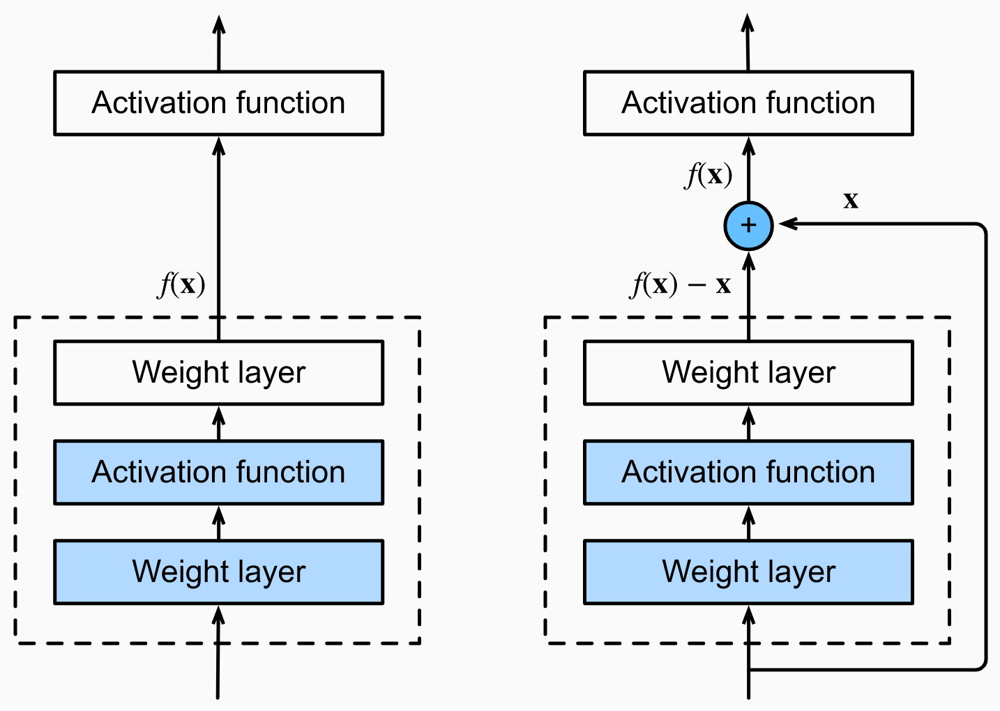 Activation function
f(x)
Weight layer
Activation function
Weight layer
Activation function
f(x)
x
+
f(x) − x
Weight layer
Activation function
Weight layer